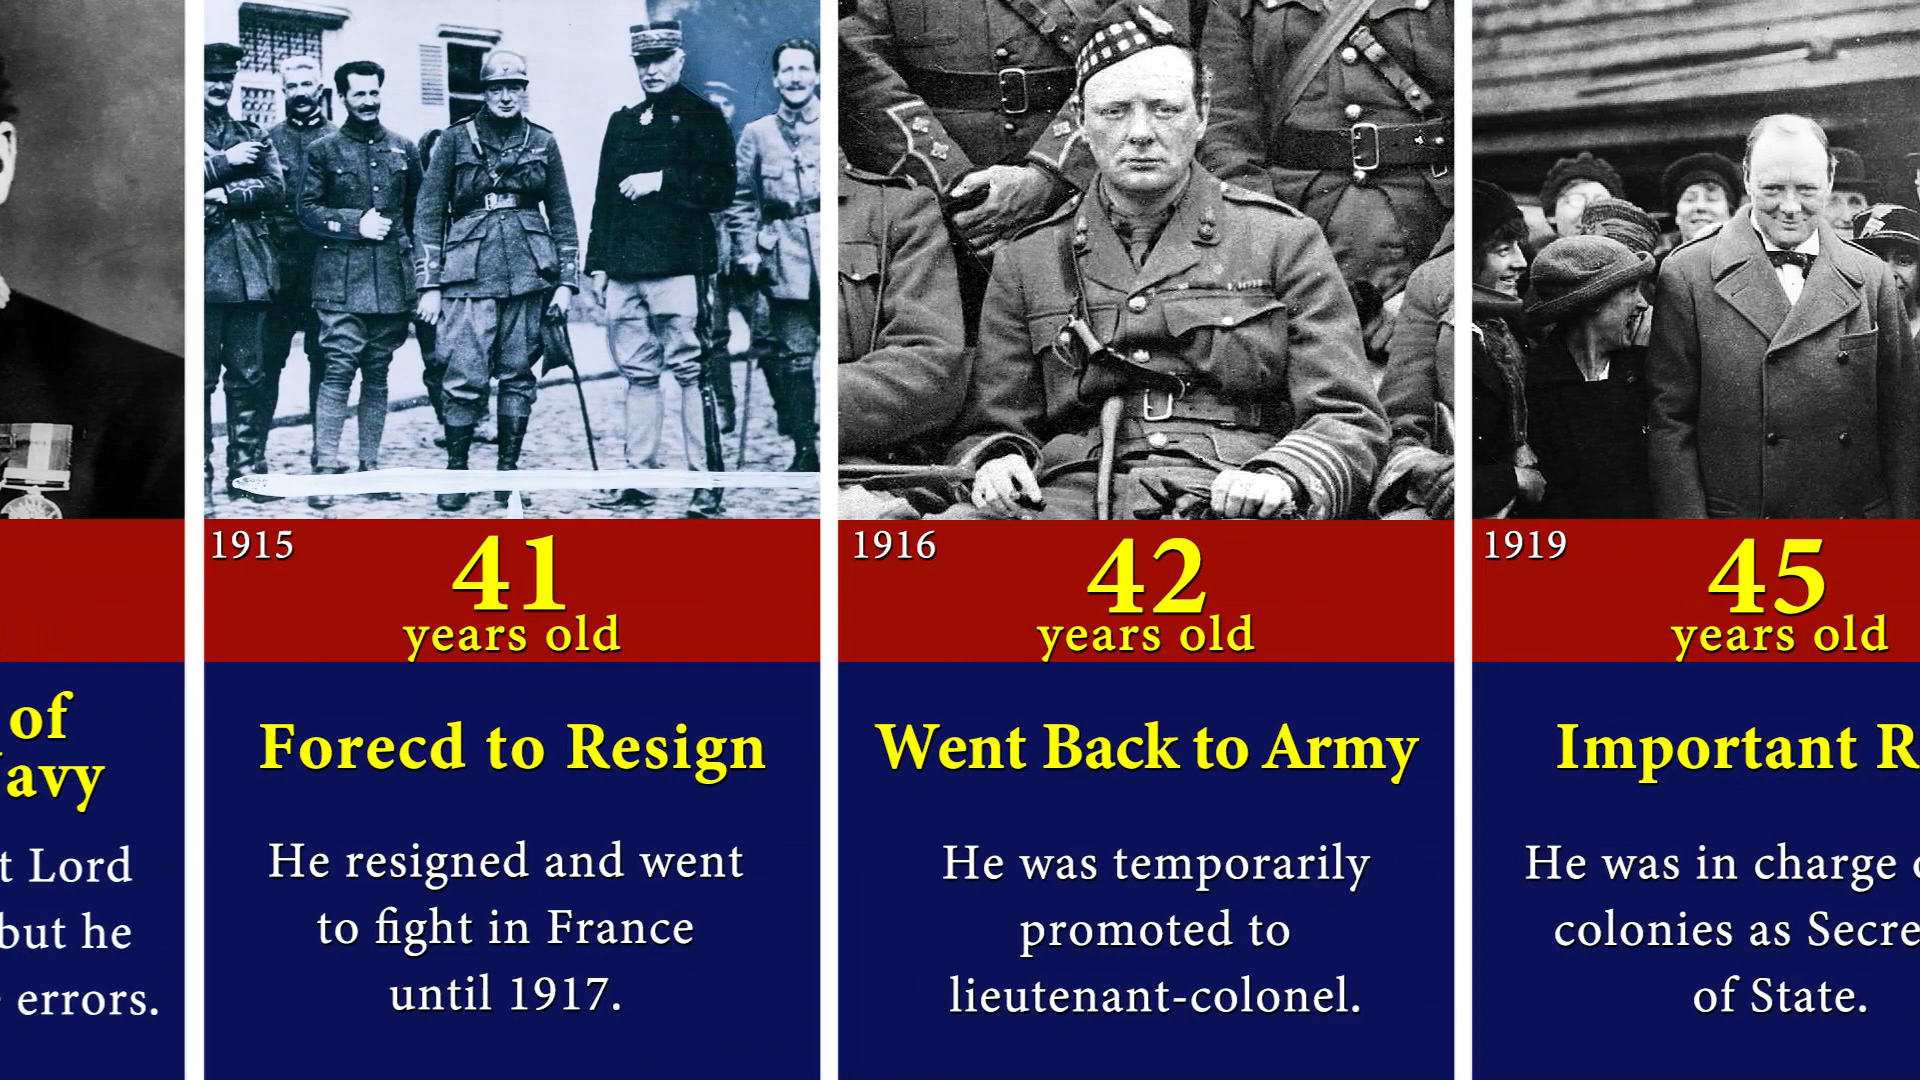 of
avy
t Lord
but he
errors.
1915
41
years old
Forecd to Resign
He resigned and went
to fight in France
until 1917.
1916
42
years old
Went Back to Army
He was temporarily
promoted to
lieutenant-colonel.
1919
45
years old
Important R
He was in charge
colonies as Secre
of State.